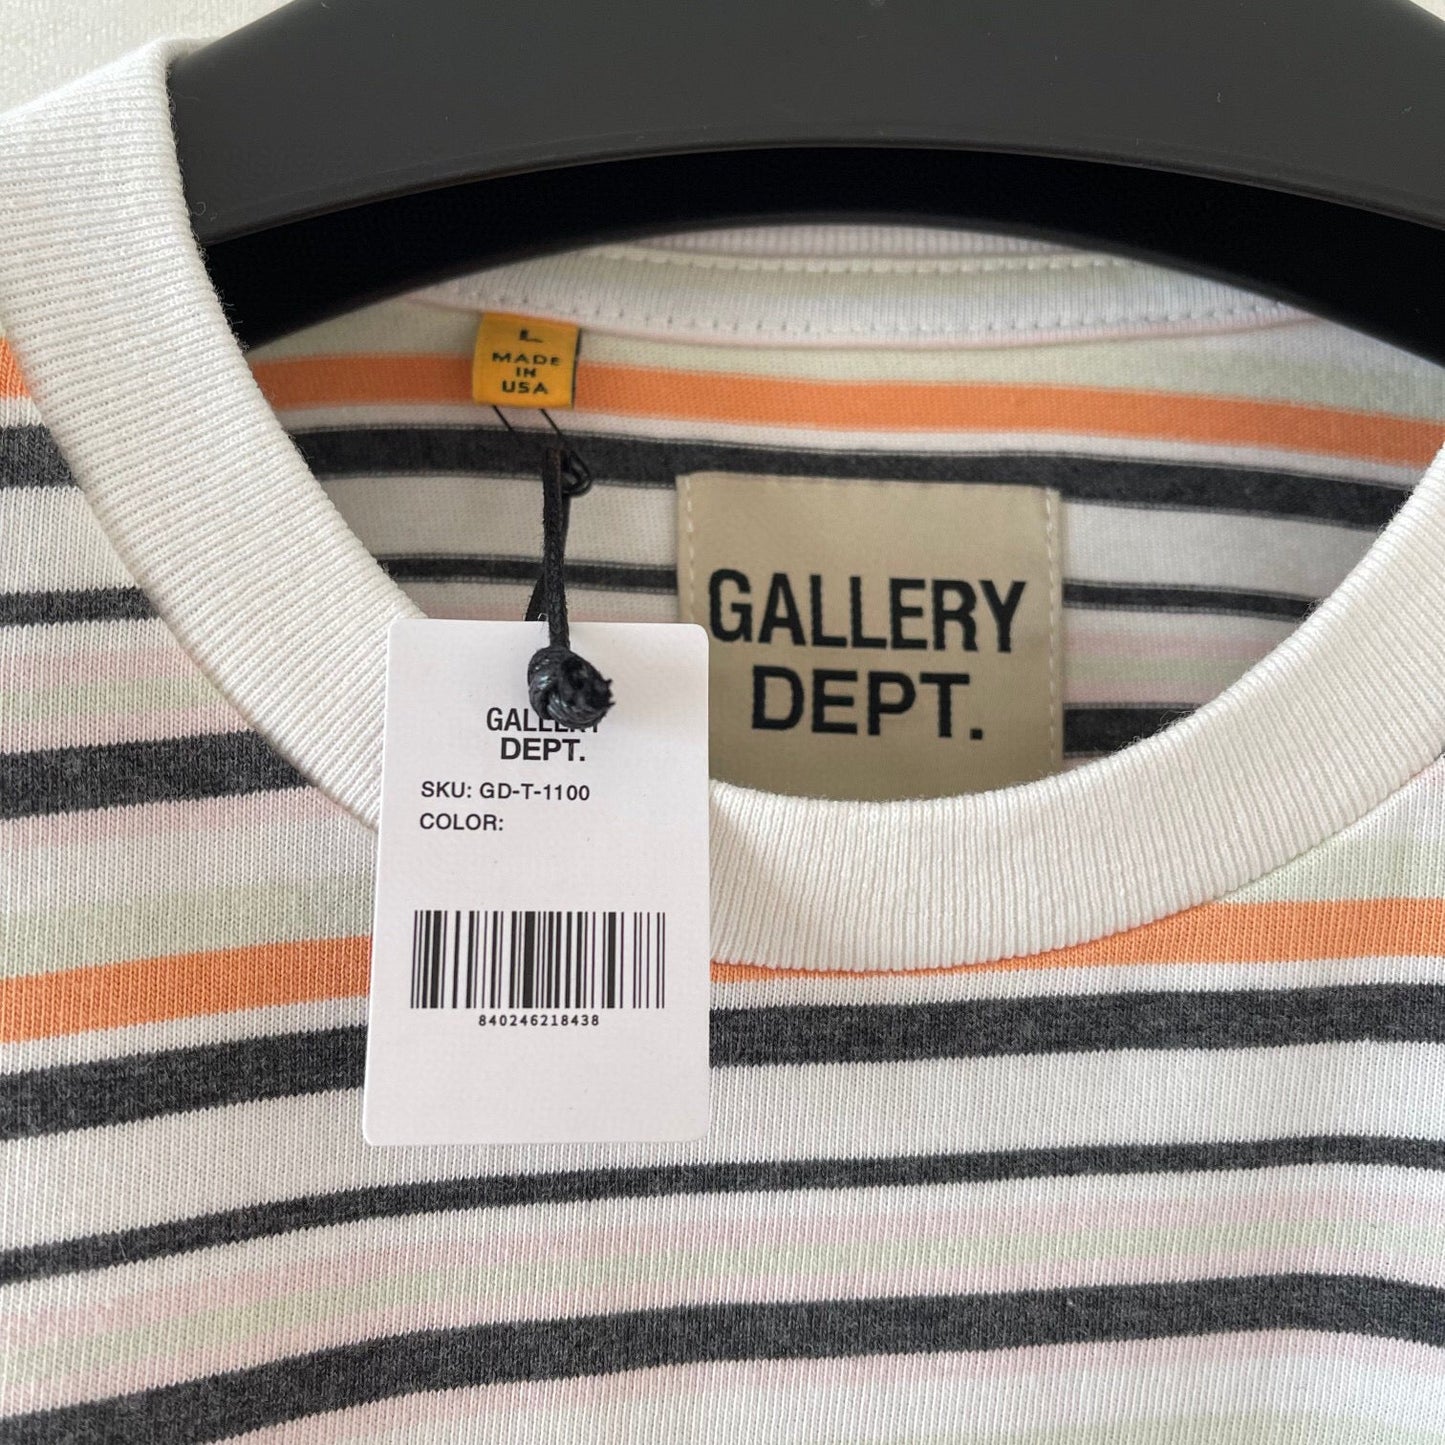 L
MADE
IN
USA
GALLERY
DEPT.
GALLERY
DEPT.
SKU: GD-T-1100
COLOR:
840246218438